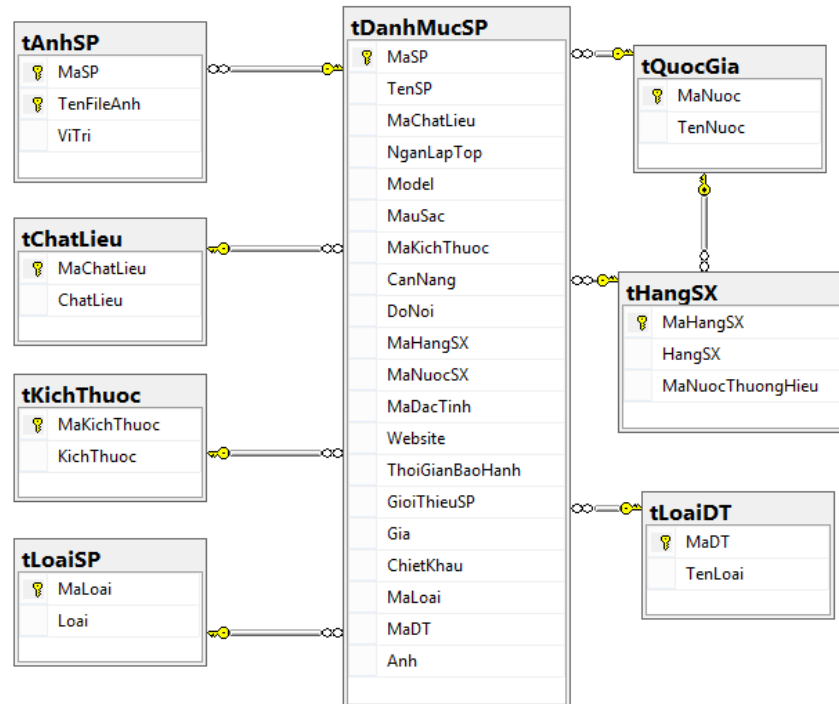 tAnhSP
MaSP
TenFileAnh
ViTri
tChatLieu
MaChatLieu
ChatLieu
tKichThuoc
MaKichThuoc
KichThuoc
tLoaiSP
MaLoai
Loai
tDanhMucSP
MaSP
TenSP
MaChatLieu
NganLapTop
Model
MauSac
MaKichThuoc
CanNang
DoNoi
MaHangSX
MaNuocSX
MaDacTinh
Website
ThoiGianBaoHanh
GioiThieuSP
Gia
ChietKhau
MaLoai
MaDT
Anh
tQuocGia
MaNuoc
TenNuoc
tHangSX
MaHangSX
HangSX
MaNuocThuongHieu
tLoaiDT
MaDT
TenLoai